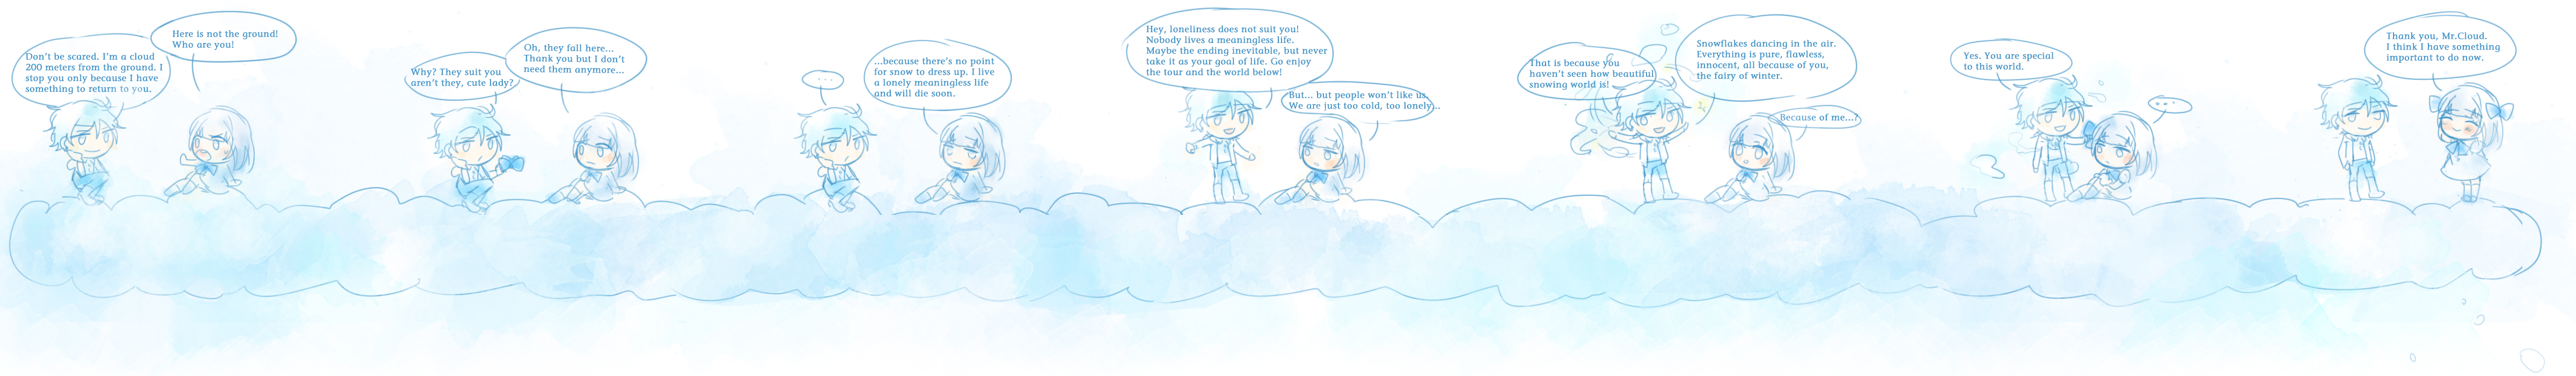 Here is not the ground!
Who are you!
Don't be scared. I'm a cloud
200 meters from the ground. I
stop you only because I have
something to return to you.
Why? They suit you
aren't they, cute lady?
Oh, they fall here...
Thank you but I don't
need them anymore...
...
...because there's no point
for snow to dress up. I live
a lonely meaningless life
and will die soon.
Hey, loneliness does not suit you!
Nobody lives a meaningless life.
Maybe the ending inevitable, but never
take it as your goal of life. Go enjoy
the tour and the world below!
But... but people won't like us.
We are just too cold, too lonely...
That is because you
haven't seen how beautiful
snowing world is!
Snowflakes dancing in the air.
Everything is pure, flawless,
innocent, all because of you,
the fairy of winter.
Because of me...?
Yes. You are special
to this world.
...
Thank you, Mr.Cloud.
I think I have something
important to do now.